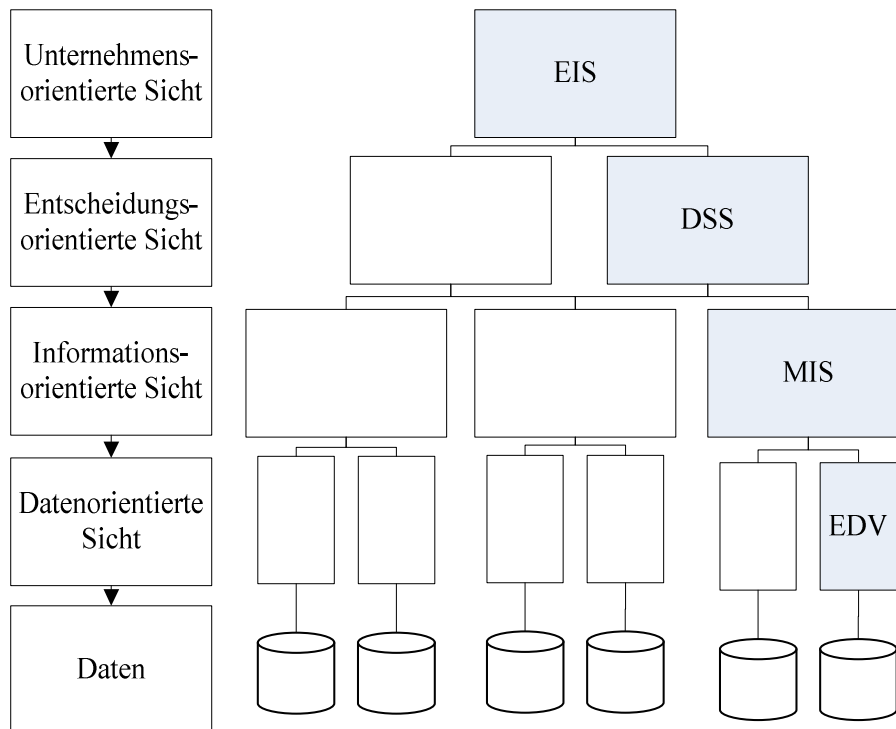 Unternehmens-
orientierte Sicht
EIS
Entscheidungs-
orientierte Sicht
DSS
Informations-
orientierte Sicht
MIS
Datenorientierte
Sicht
EDV
Daten